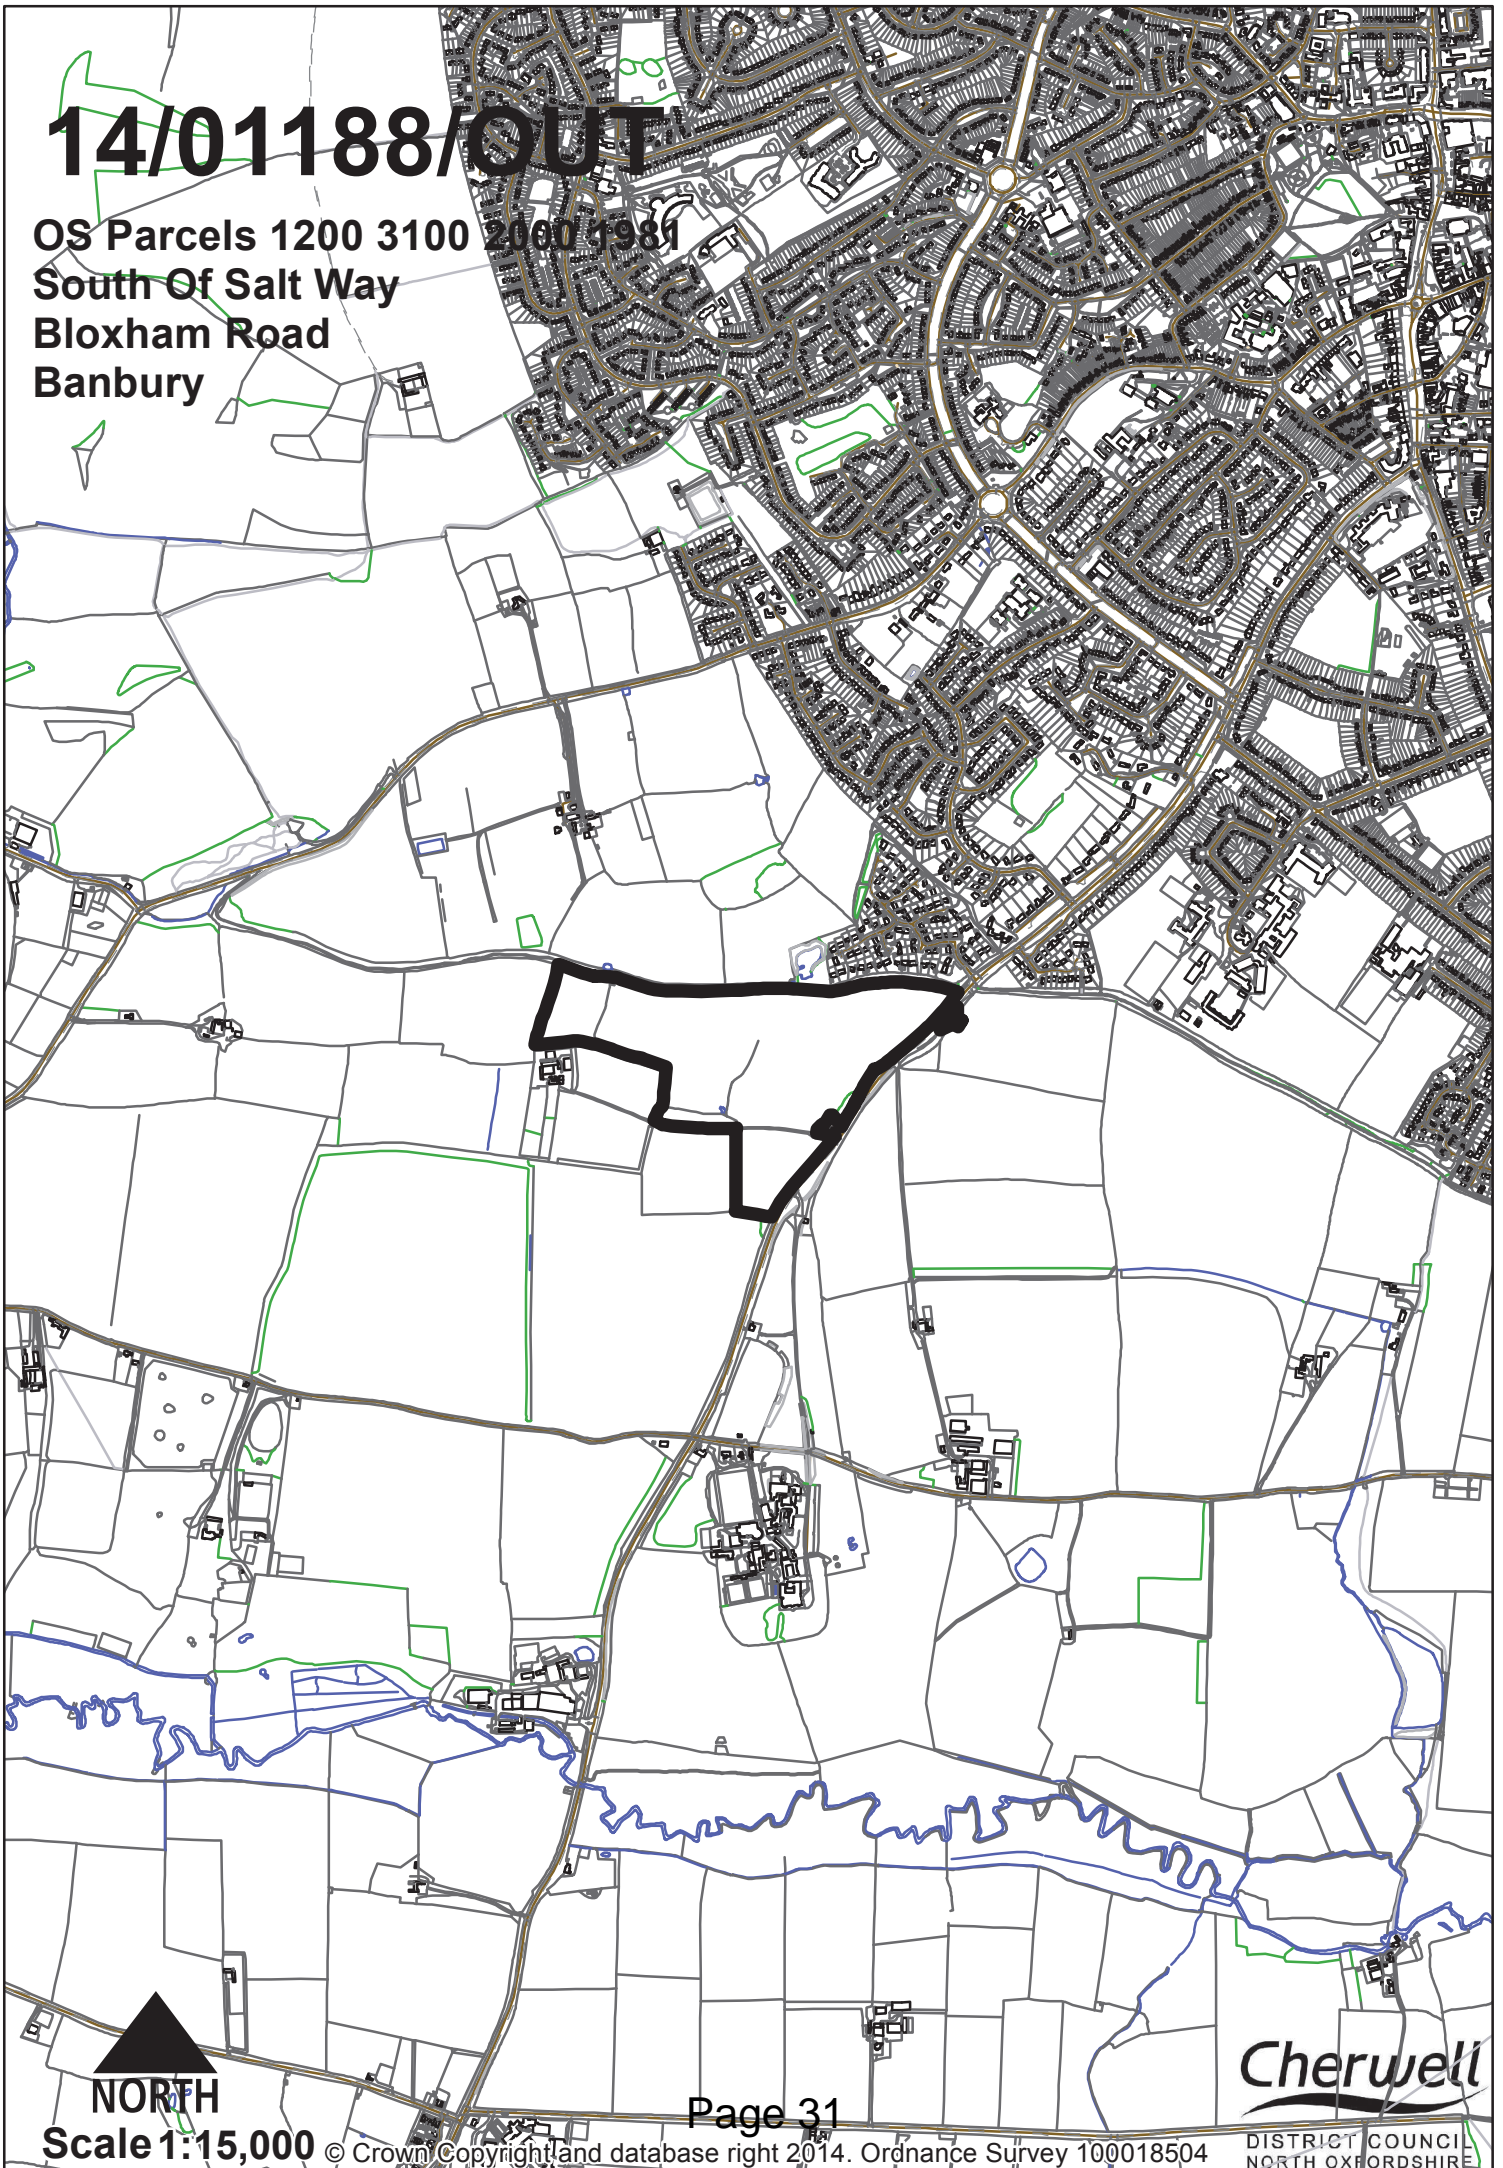 14/01188/OUT
OS Parcels 1200 3100 2000 1981
South Of Salt Way
Bloxham Road
Banbury
NORTH
Scale 1:15,000
Page 31
© Crown Copyright and database right 2014. Ordnance Survey 100018504
Cherwell
DISTRICT COUNCIL
NORTH OXFORDSHIRE